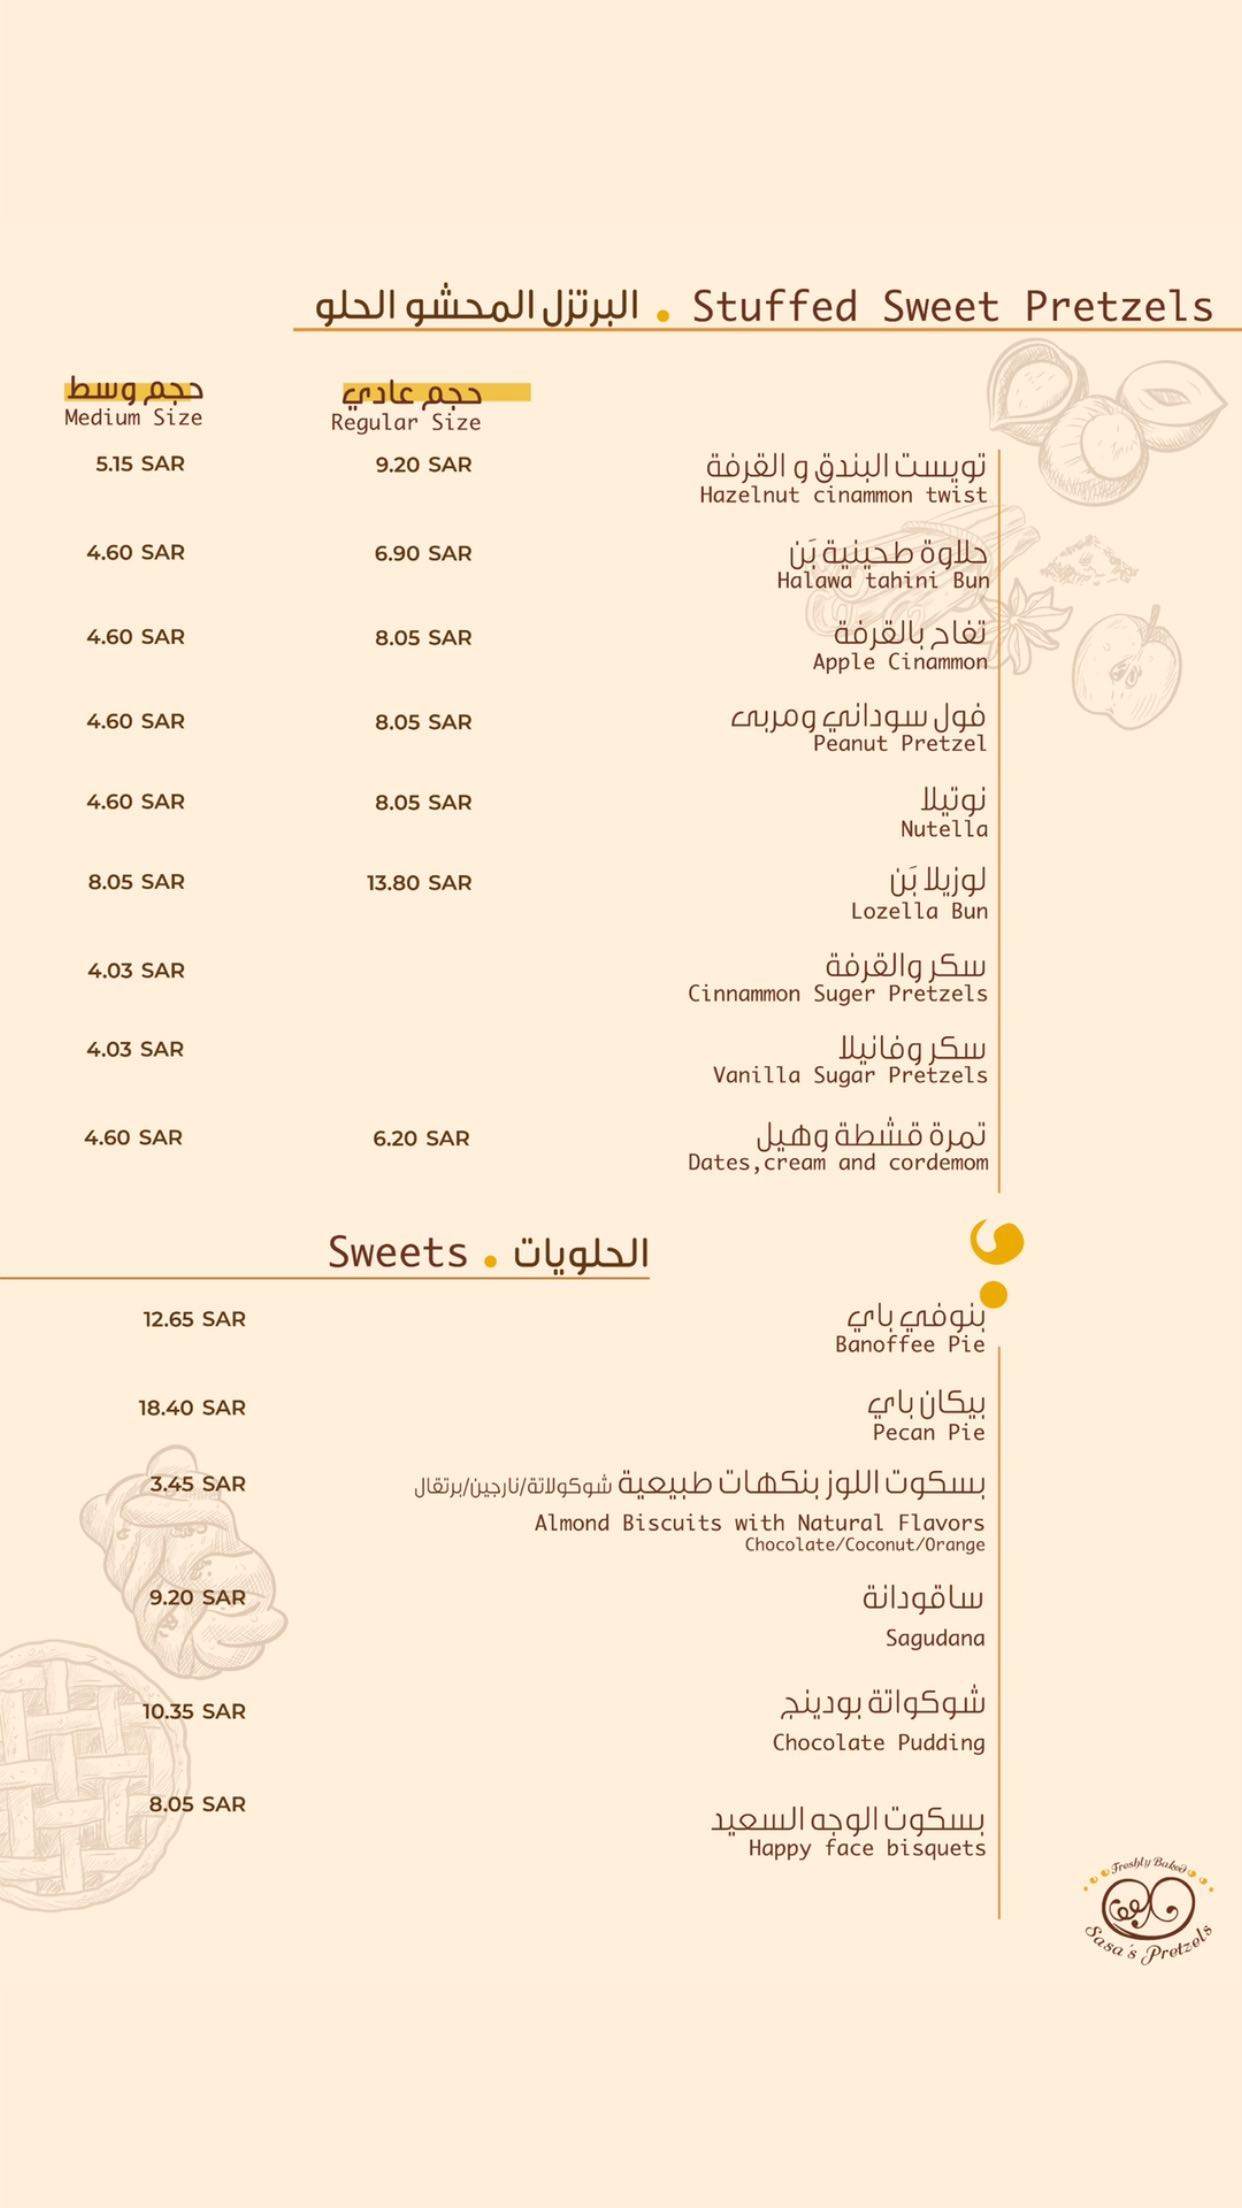 البرتزل المحشو الحلو . Stuffed Sweet Pretzels
حجم وسط
Medium Size
حجم عادي
Regular Size
تويست البندق و القرفة
5.15 SAR 9.20 SAR
Hazelnut cinammon twist
حلاوة طحينية بَن
4.60 SAR 6.90 SAR
Halawa tahini Bun
تفاح بالقرفة
4.60 SAR 8.05 SAR
Apple Cinammon
فول سوداني ومربى
4.60 SAR 8.05 SAR
Peanut Pretzel
نوتيلا
4.60 SAR 8.05 SAR
Nutella
لوزيلا بَن
8.05 SAR 13.80 SAR
Lozella Bun
سكر والقرفة
4.03 SAR
Cinnammon Suger Pretzels
سكر وفانيلا
4.03 SAR
Vanilla Sugar Pretzels
تمرة قشطة وهيل
4.60 SAR 6.20 SAR
Dates,cream and cordemom
Sweets . الحلويات
بنوفي باي
12.65 SAR
Banoffee Pie
بيكان باي
18.40 SAR
Pecan Pie
بسكوت اللوز بنكهات طبيعية شوكولاتة/نارجين/برتقال
3.45 SAR
Almond Biscuits with Natural Flavors
Chocolate/Coconut/Orange
ساقودانة
9.20 SAR
Sagudana
شوكواتة بودينج
10.35 SAR
Chocolate Pudding
8.05 SAR
بسكوت الوجه السعيد
Happy face bisquets
Freshly Baked
Sasa's Pretzels